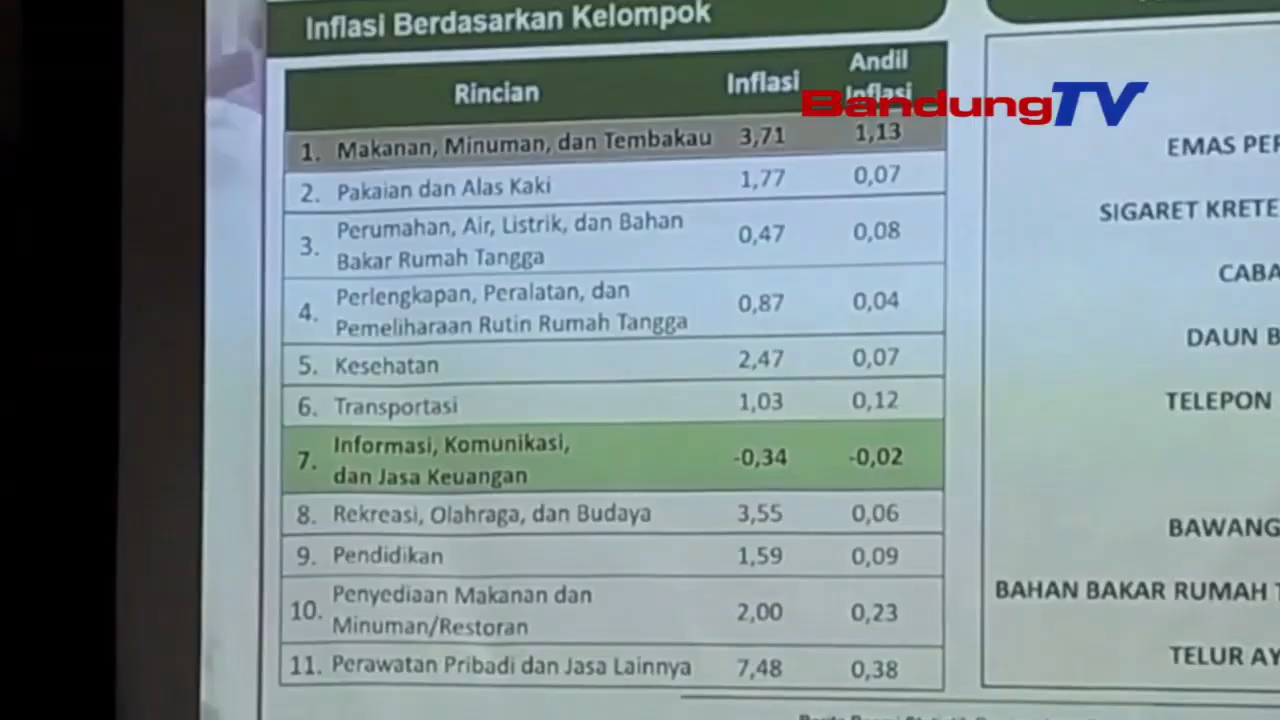 Inflasi Berdasarkan Kelompok
Rincian Inflasi Andil Inflasi
BandungTV
1. Makanan, Minuman, dan Tembakau 3,71 1,13
2. Pakaian dan Alas Kaki 1,77 0,07
3. Perumahan, Air, Listrik, dan Bahan
Bakar Rumah Tangga 0,47 0,08
4. Perlengkapan, Peralatan, dan
Pemeliharaan Rutin Rumah Tangga 0,87 0,04
5. Kesehatan 2,47 0,07
6. Transportasi 1,03 0,12
7. Informasi, Komunikasi,
dan Jasa Keuangan -0,34 -0,02
8. Rekreasi, Olahraga, dan Budaya 3,55 0,06
9. Pendidikan 1,59 0,09
10. Penyediaan Makanan dan
Minuman/Restoran 2,00 0,23
11. Perawatan Pribadi dan Jasa Lainnya 7,48 0,38
EMAS PER
SIGARET KRETE
CABA
DAUN B
TELEPON
BAWANG
BAHAN BAKAR RUMAH T
TELUR AY